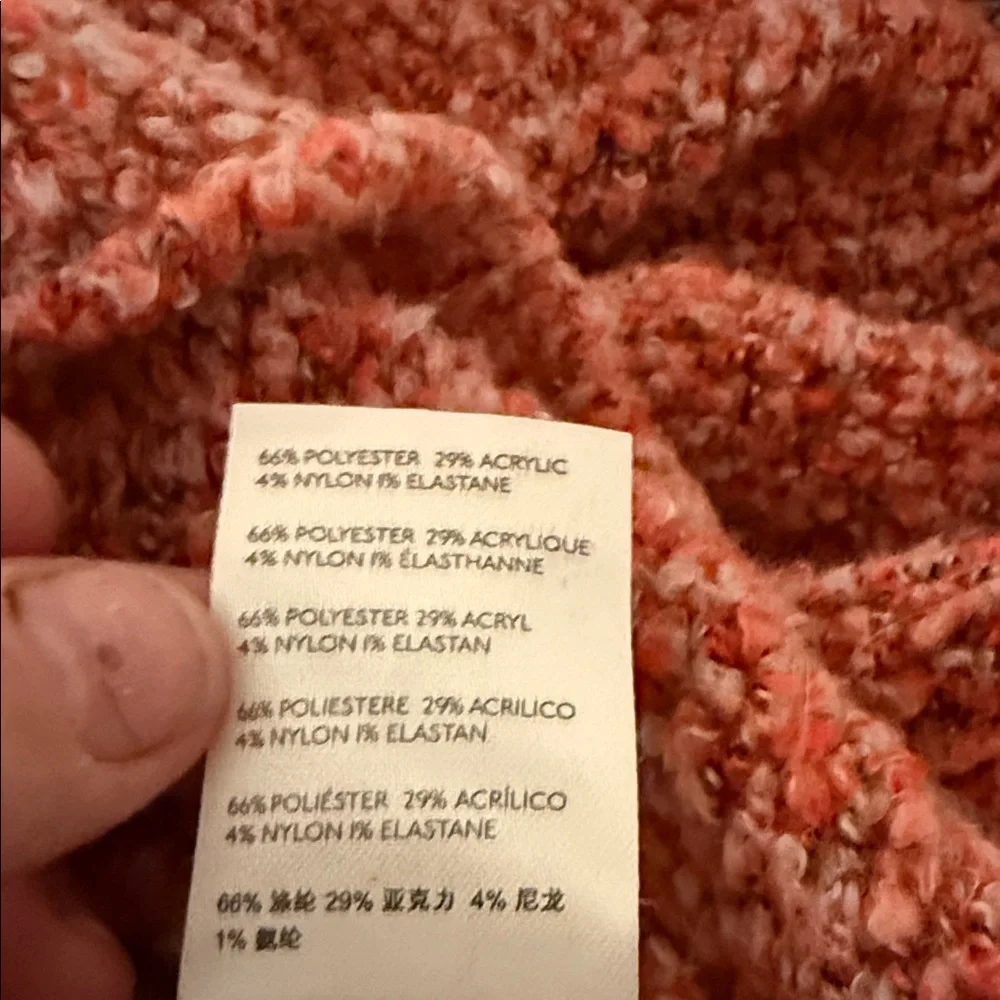 66% POLYESTER 29% ACRYLIC
4% NYLON 1% ELASTANE
66% POLYESTER 29% ACRYLIQUE
4% NYLON 1% ÉLASTHANNE
66% POLYESTER 29% ACRYL
4% NYLON 1% ELASTAN
66% POLIESTERE 29% ACRILICO
4% NYLON 1% ELASTAN
66% POLIÉSTER 29% ACRÍLICO
4% NYLON 1% ELASTANE
66% 涤纶 29% 亚克力 4% 尼龙
1% 氨纶